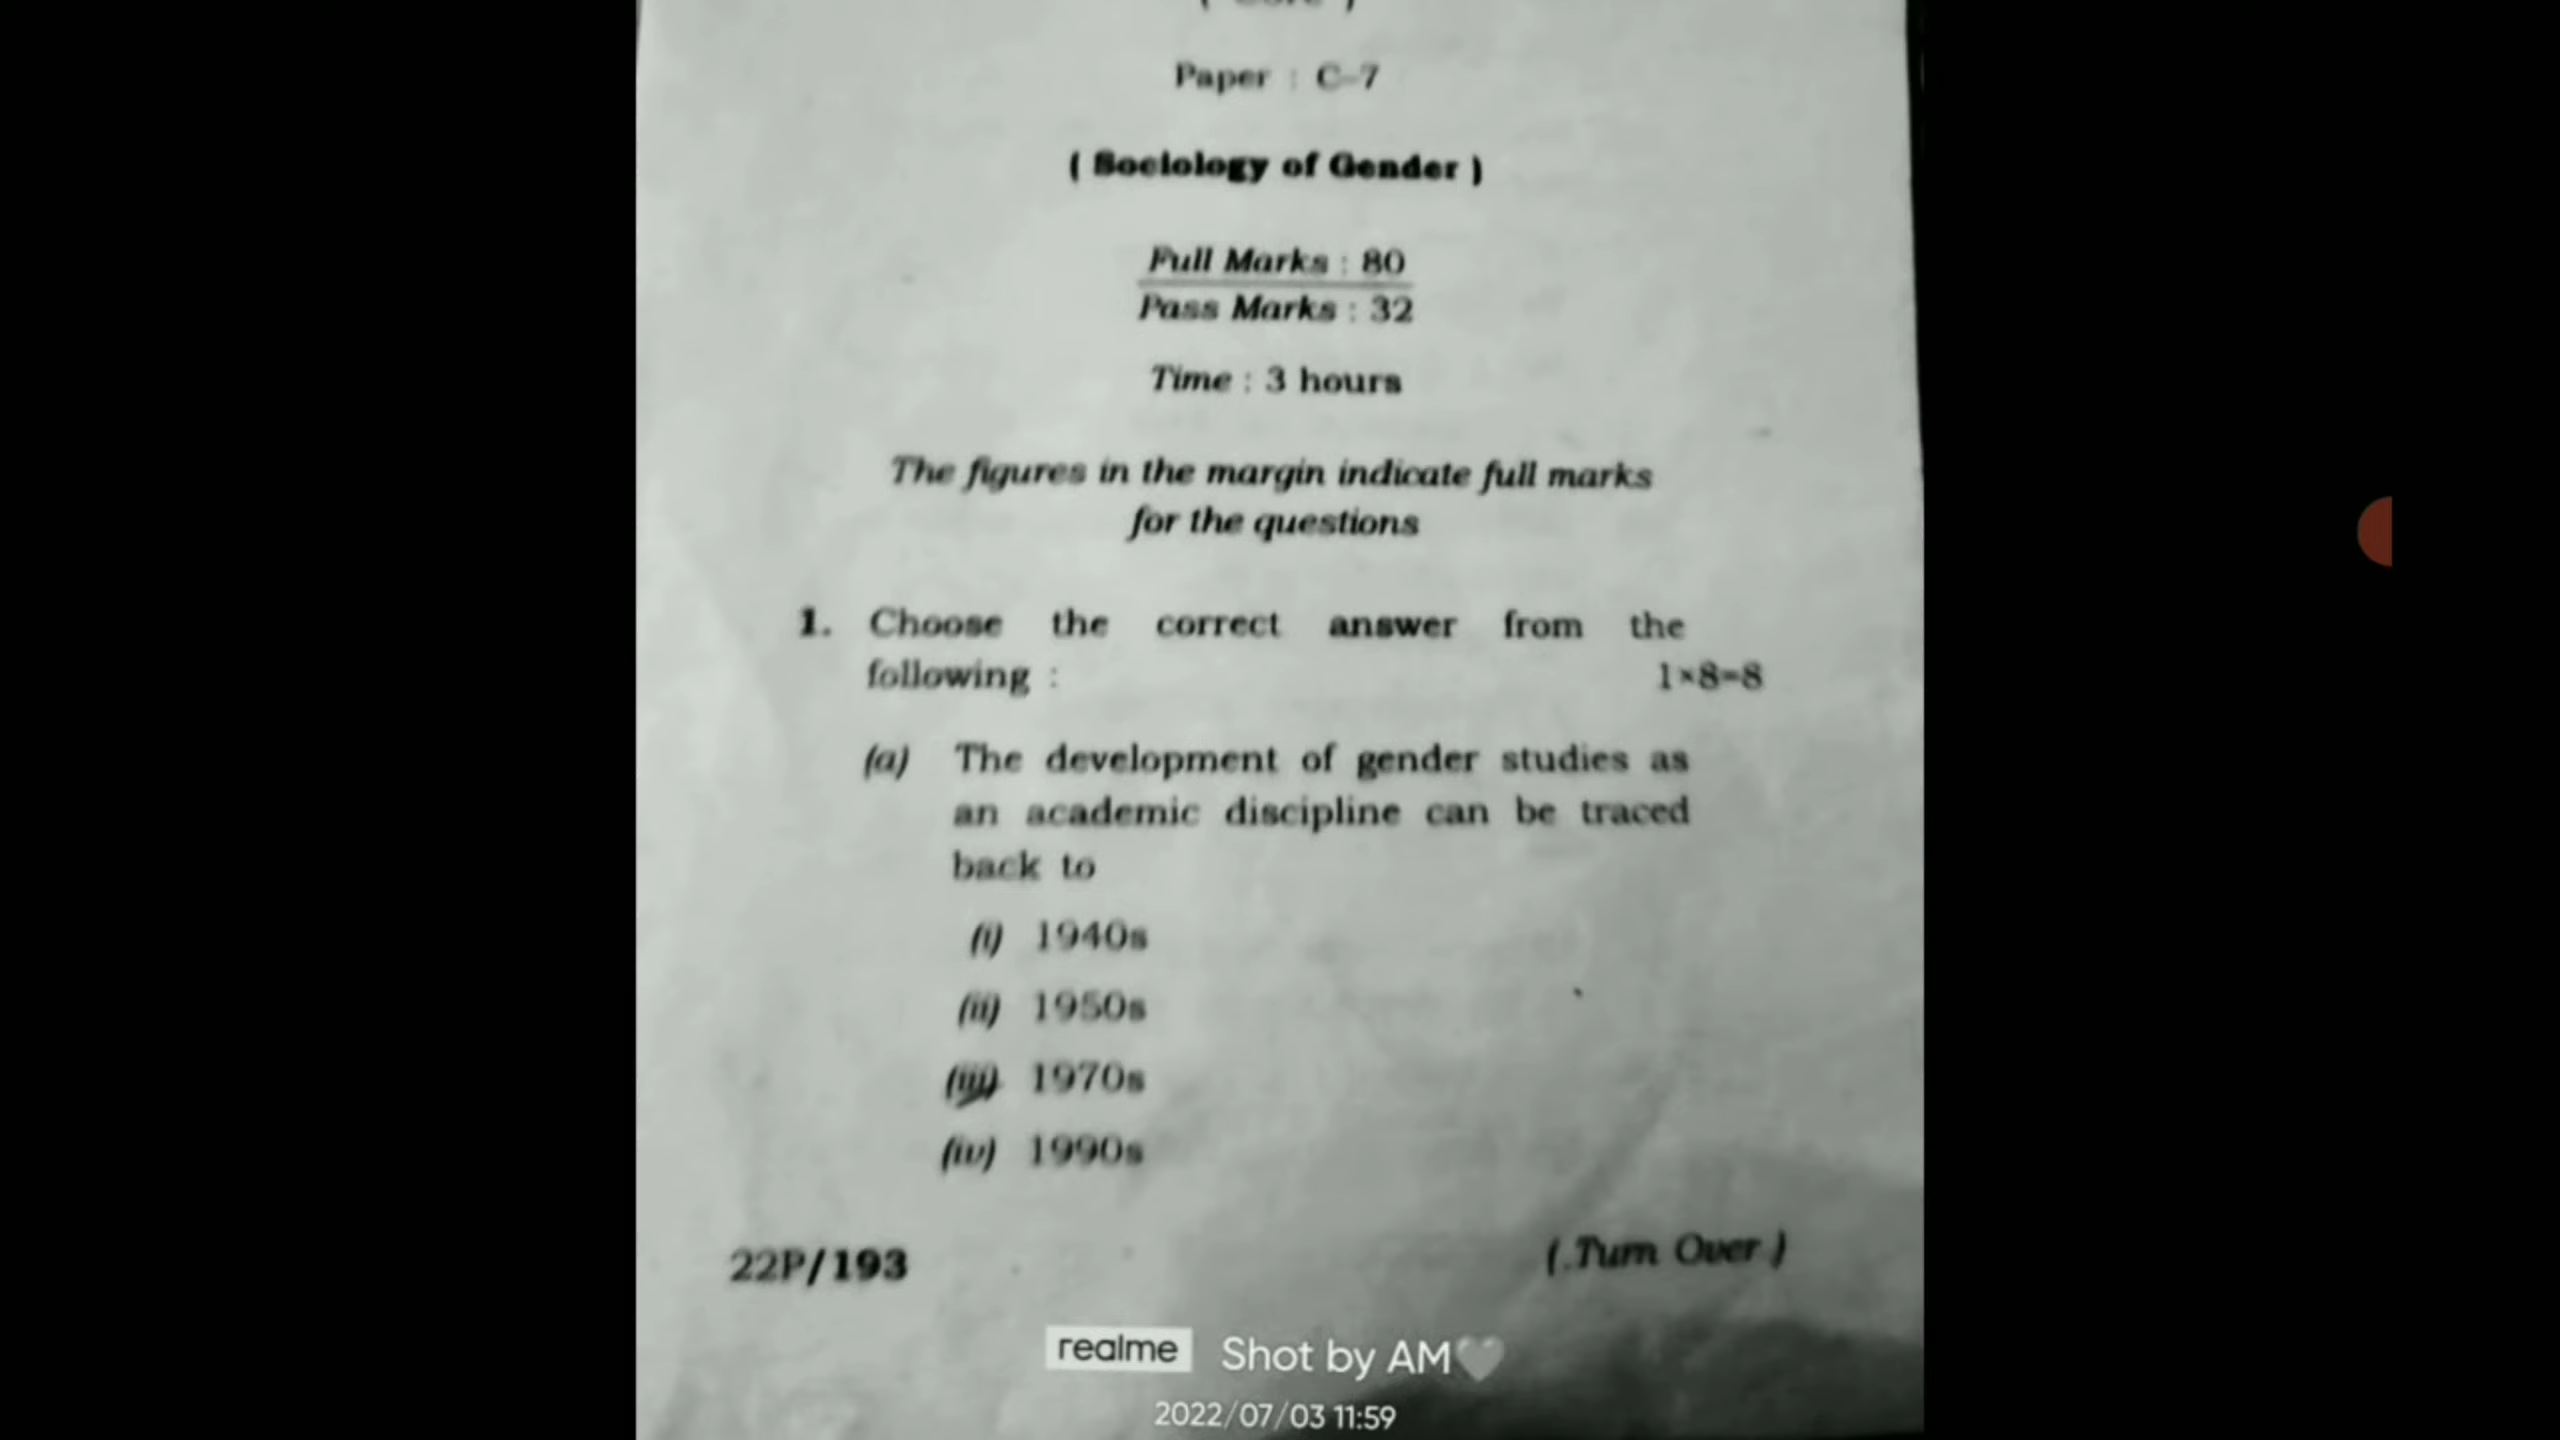 Paper : C-7
( Sociology of Gender )
Full Marks : 80
Pass Marks : 32
Time : 3 hours
The figures in the margin indicate full marks
for the questions
1. Choose the correct answer from the
following : 1×8=8
(a) The development of gender studies as
an academic discipline can be traced
back to
(i) 1940s
(ii) 1950s
(iii) 1970s
(iv) 1990s
22P/193 ( Turn Over )
realme Shot by AM🤍
2022/07/03 11:59